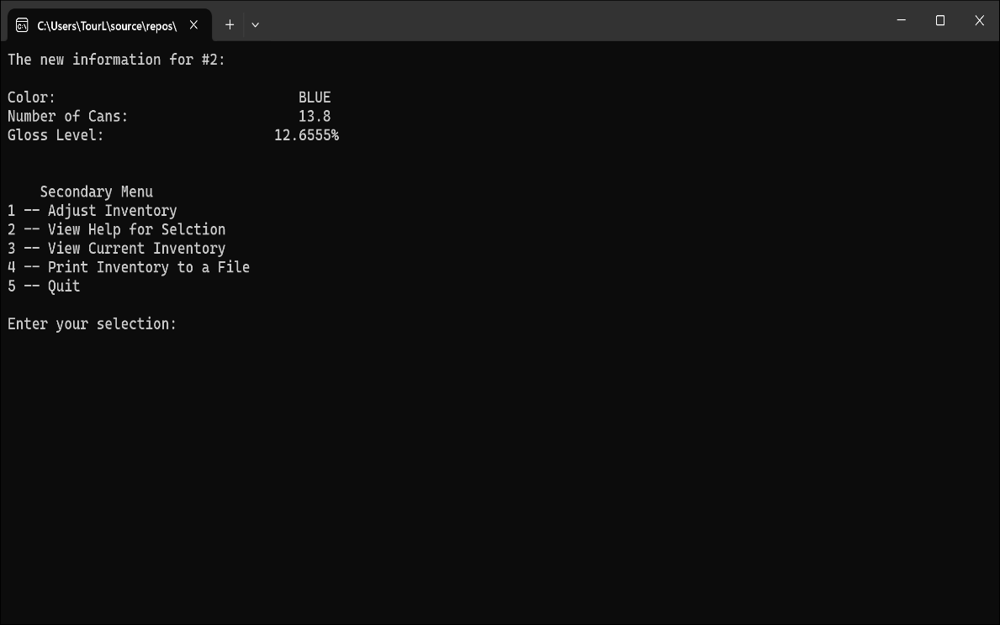 C:\Users\TourL\source\repos\
The new information for #2:
Color: BLUE
Number of Cans: 13.8
Gloss Level: 12.6555%
Secondary Menu
1 -- Adjust Inventory
2 -- View Help for Selction
3 -- View Current Inventory
4 -- Print Inventory to a File
5 -- Quit
Enter your selection: